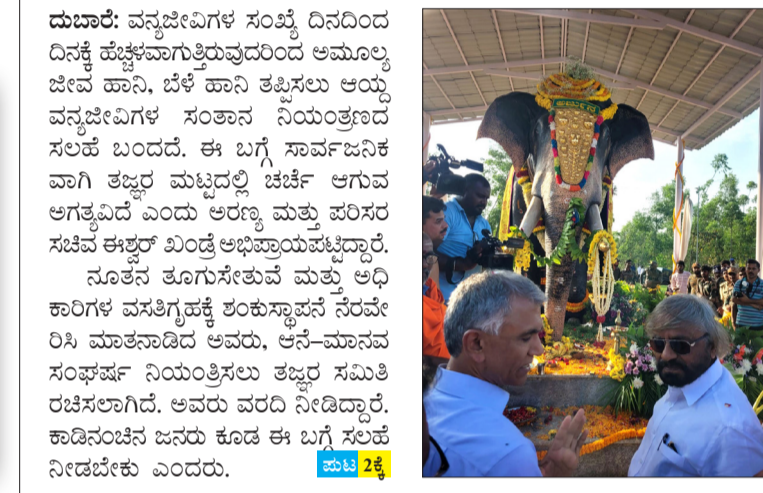 ದುಬಾರೆ: ವನ್ಯಜೀವಿಗಳ ಸಂಖ್ಯೆ ದಿನದಿಂದ
ದಿನಕ್ಕೆ ಹೆಚ್ಚಳವಾಗುತ್ತಿರುವುದರಿಂದ ಅಮೂಲ್ಯ
ಜೀವ ಹಾನಿ, ಬೆಳೆ ಹಾನಿ ತಪ್ಪಿಸಲು ಆಯ್ದ
ವನ್ಯಜೀವಿಗಳ ಸಂತಾನ ನಿಯಂತ್ರಣದ
ಸಲಹೆ ಬಂದದೆ. ಈ ಬಗ್ಗೆ ಸಾರ್ವಜನಿಕ
ವಾಗಿ ತಜ್ಞರ ಮಟ್ಟದಲ್ಲಿ ಚರ್ಚೆ ಆಗುವ
ಅಗತ್ಯವಿದೆ ಎಂದು ಅರಣ್ಯ ಮತ್ತು ಪರಿಸರ
ಸಚಿವ ಈಶ್ವರ್ ಖಂಡ್ರೆ ಅಭಿಪ್ರಾಯಪಟ್ಟಿದ್ದಾರೆ.
ನೂತನ ತೂಗುಸೇತುವೆ ಮತ್ತು ಅಧಿ
ಕಾರಿಗಳ ವಸತಿಗೃಹಕ್ಕೆ ಶಂಕುಸ್ಥಾಪನೆ ನೆರವೇ
ರಿಸಿ ಮಾತನಾಡಿದ ಅವರು, ಆನೆ–ಮಾನವ
ಸಂಘರ್ಷ ನಿಯಂತ್ರಿಸಲು ತಜ್ಞರ ಸಮಿತಿ
ರಚಿಸಲಾಗಿದೆ. ಅವರು ವರದಿ ನೀಡಿದ್ದಾರೆ.
ಕಾಡಿನಂಚಿನ ಜನರು ಕೂಡ ಈ ಬಗ್ಗೆ ಸಲಹೆ
ನೀಡಬೇಕು ಎಂದರು.
ಪುಟ 2ಕ್ಕೆ
ಅರ್ಜುನ